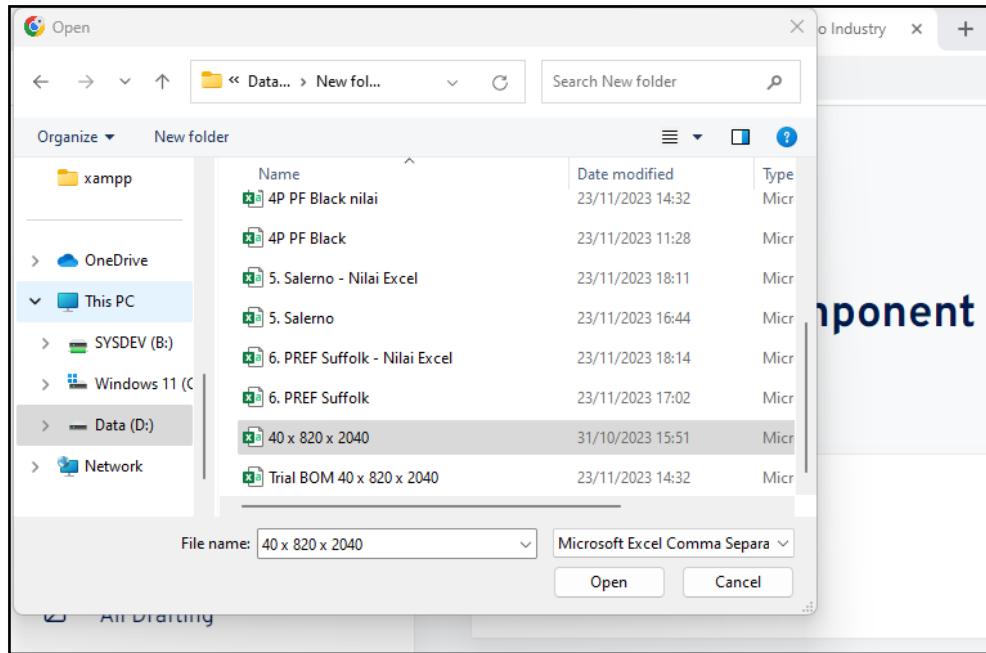 Open
o Industry
Data... > New fol...
Search New folder
Organize
New folder
Name
Date modified
Type
xampp
4P PF Black nilai
23/11/2023 14:32
Micr
4P PF Black
23/11/2023 11:28
Micr
OneDrive
5. Salerno - Nilai Excel
23/11/2023 18:11
Micr
This PC
5. Salerno
23/11/2023 16:44
Micr
nponent
SYSDEV (B:)
6. PREF Suffolk - Nilai Excel
23/11/2023 18:14
Micr
Windows 11 (C
6. PREF Suffolk
23/11/2023 17:02
Micr
Data (D:)
40 x 820 x 2040
31/10/2023 15:51
Micr
Network
Trial BOM 40 x 820 x 2040
23/11/2023 14:32
Micr
File name:
40 x 820 x 2040
Microsoft Excel Comma Separa
Open
Cancel
All Drafting